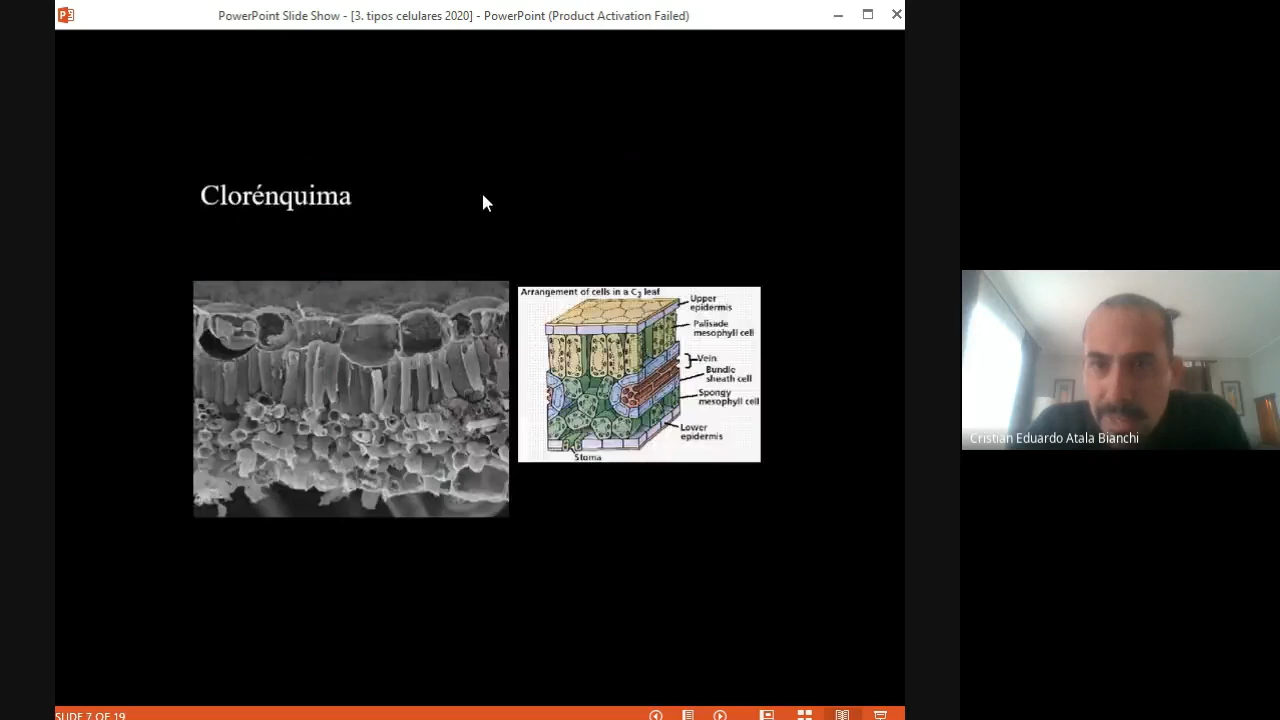 PowerPoint Slide Show - [3. tipos celulares 2020] - PowerPoint (Product Activation Failed)
Clorénquima
Arrangement of cells in a C3 leaf
Upper
epidermis
Palisade
mesophyll cell
Vein
Bundle
sheath cell
Spongy
mesophyll cell
Lower
epidermis
Stoma
Cristian Eduardo Atala Bianchi
SLIDE 7 OF 19